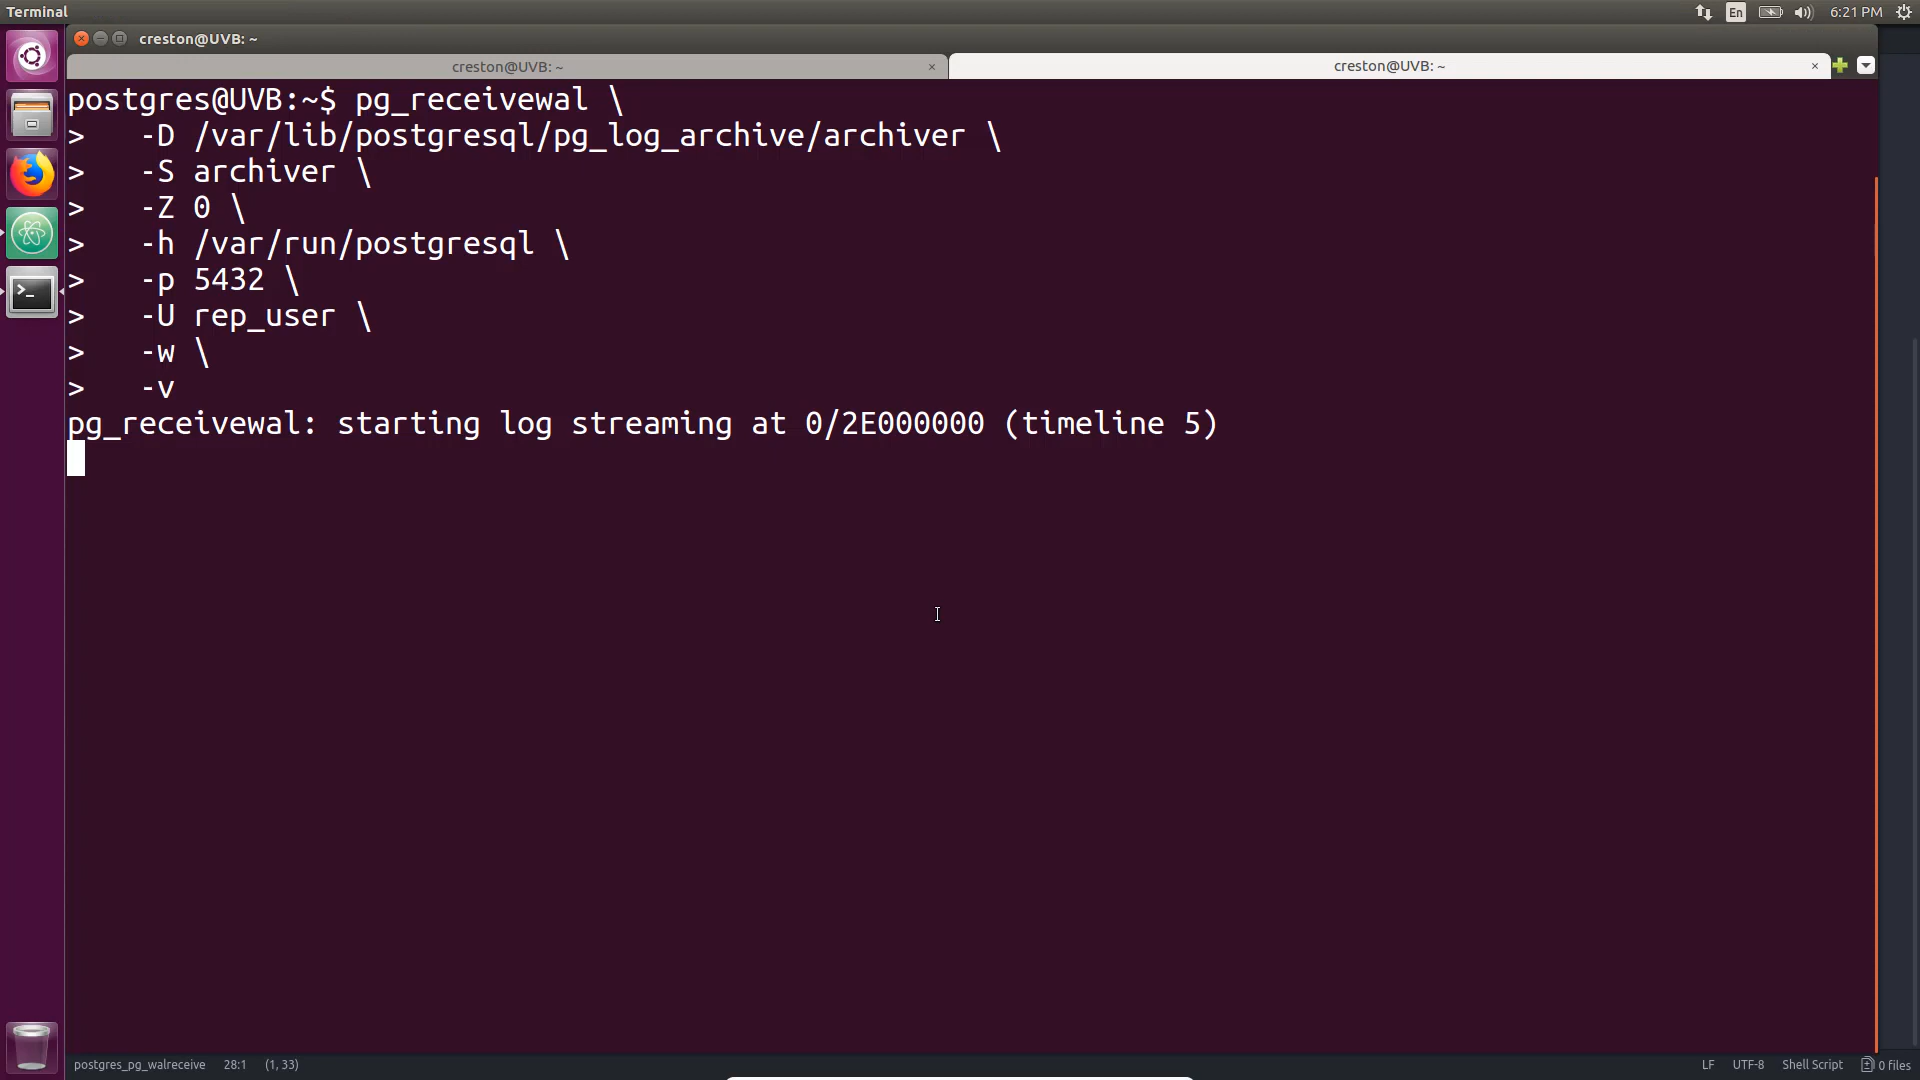 Terminal
En
6:21 PM
creston@UVB: ~
creston@UVB: ~ ×
creston@UVB: ~ ×
postgres@UVB:~$ pg_receivewal \
>   -D /var/lib/postgresql/pg_log_archive/archiver \
>   -S archiver \
>   -Z 0 \
>   -h /var/run/postgresql \
>   -p 5432 \
>   -U rep_user \
>   -w \
>   -v
pg_receivewal: starting log streaming at 0/2E000000 (timeline 5)
postgres_pg_walreceive 28:1 (1, 33)
LF UTF-8 Shell Script 0 files